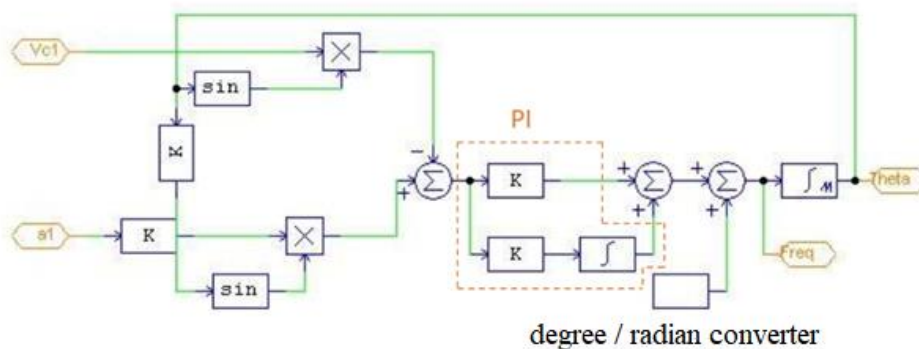 Vc1
sin
PI
K
K
K
a1
K
sin
Theta
Freq
degree / radian converter